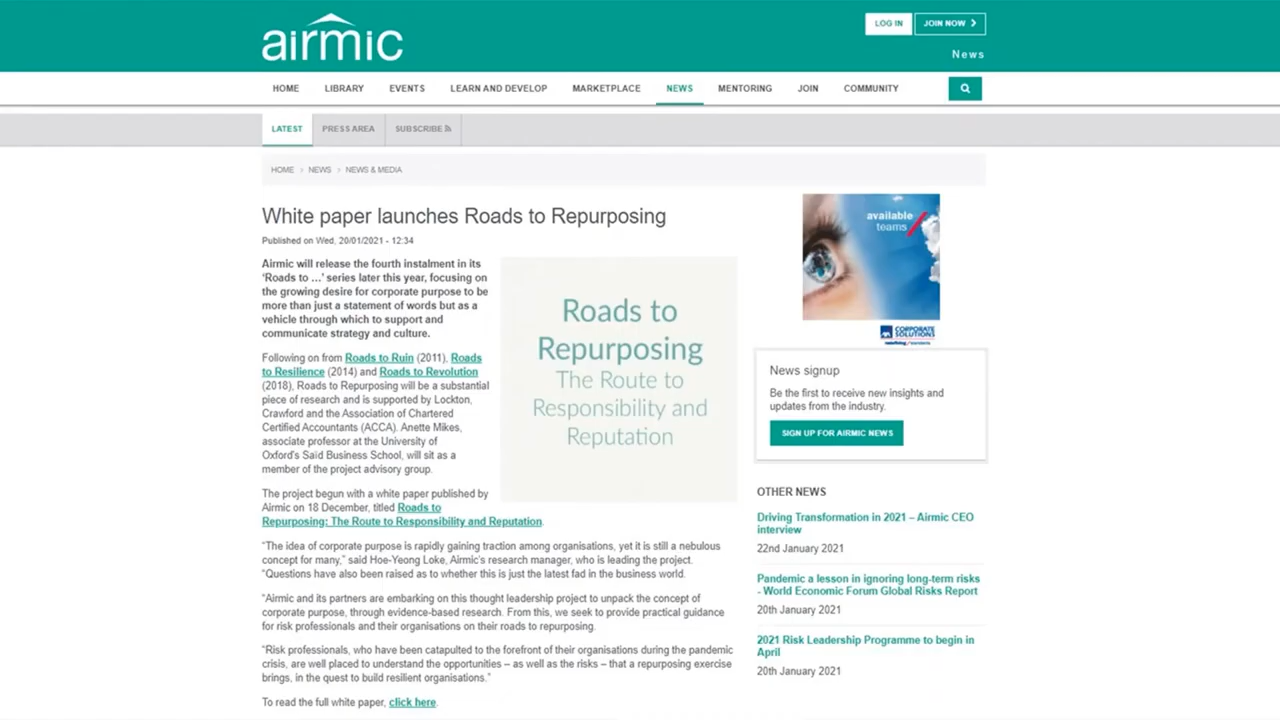 airmic
LOG IN
JOIN NOW
News
HOME
LIBRARY
EVENTS
LEARN AND DEVELOP
MARKETPLACE
NEWS
MENTORING
JOIN
COMMUNITY
LATEST
PRESS AREA
SUBSCRIBE
HOME > NEWS > NEWS & MEDIA
White paper launches Roads to Repurposing
Published on Wed, 20/01/2021 - 12:34
Airmic will release the fourth instalment in its
‘Roads to ...’ series later this year, focusing on
the growing desire for corporate purpose to be
more than just a statement of words but as a
vehicle through which to support and
communicate strategy and culture.
Following on from Roads to Ruin (2011), Roads
to Resilience (2014) and Roads to Revolution
(2018), Roads to Repurposing will be a substantial
piece of research and is supported by Lockton,
Crawford and the Association of Chartered
Certified Accountants (ACCA). Anette Mikes,
associate professor at the University of
Oxford's Saïd Business School, will sit as a
member of the project advisory group.
The project begun with a white paper published by
Airmic on 18 December, titled Roads to
Repurposing: The Route to Responsibility and Reputation.
“The idea of corporate purpose is rapidly gaining traction among organisations, yet it is still a nebulous
concept for many,” said Hoe-Yeong Loke, Airmic's research manager, who is leading the project.
“Questions have also been raised as to whether this is just the latest fad in the business world.
“Airmic and its partners are embarking on this thought leadership project to unpack the concept of
corporate purpose, through evidence-based research. From this, we seek to provide practical guidance
for risk professionals and their organisations on their roads to repurposing.
“Risk professionals, who have been catapulted to the forefront of their organisations during the pandemic
crisis, are well placed to understand the opportunities – as well as the risks – that a repurposing exercise
brings, in the quest to build resilient organisations.”
To read the full white paper, click here.
Roads to
Repurposing
The Route to
Responsibility and
Reputation
available
teams
AXA CORPORATE
SOLUTIONS
redefining / standards
News signup
Be the first to receive new insights and
updates from the industry.
SIGN UP FOR AIRMIC NEWS
OTHER NEWS
Driving Transformation in 2021 – Airmic CEO
interview
22nd January 2021
Pandemic a lesson in ignoring long-term risks
- World Economic Forum Global Risks Report
20th January 2021
2021 Risk Leadership Programme to begin in
April
20th January 2021